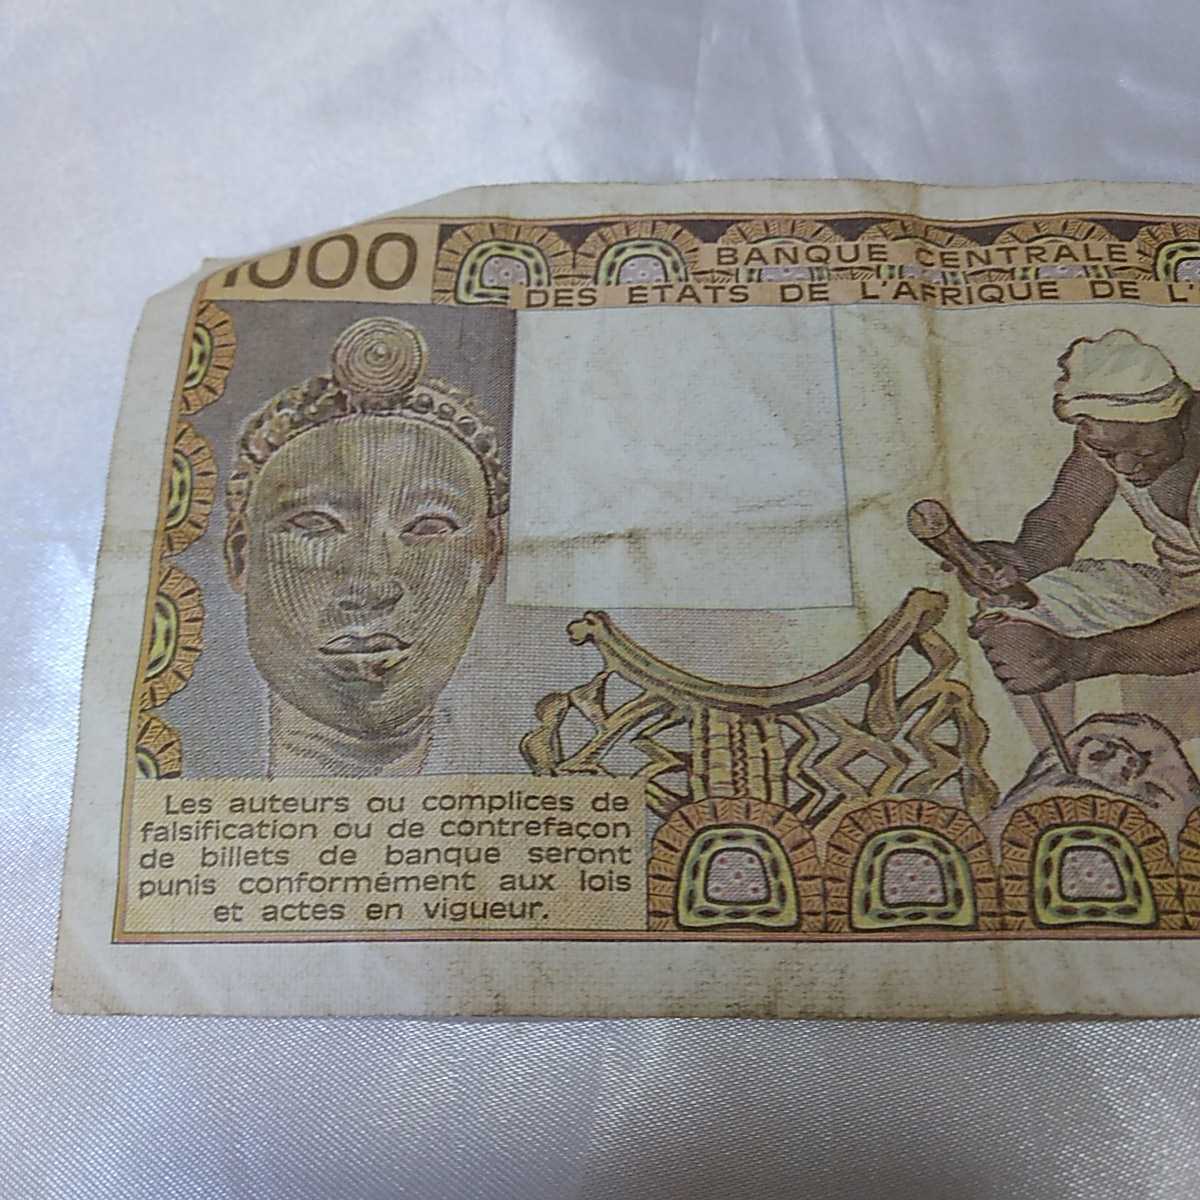 1000
BANQUE CENTRALE
DES ETATS DE L'AFRIQUE DE L'
Les auteurs ou complices de
falsification ou de contrefaçon
de billets de banque seront
punis conformément aux lois
et actes en vigueur.